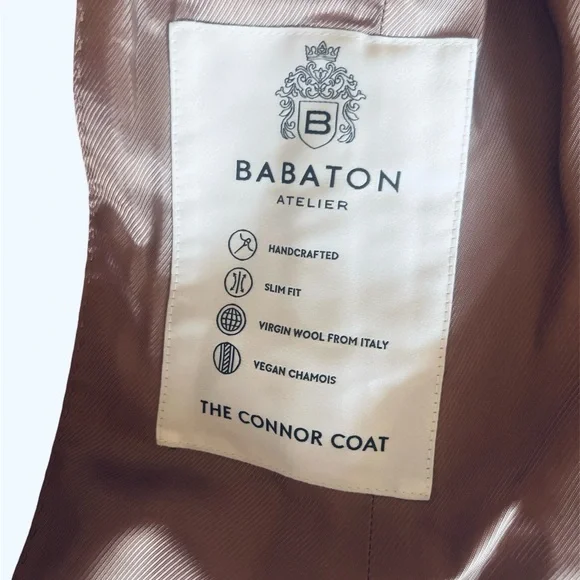 B
BABATON
ATELIER
HANDCRAFTED
SLIM FIT
VIRGIN WOOL FROM ITALY
VEGAN CHAMOIS
THE CONNOR COAT